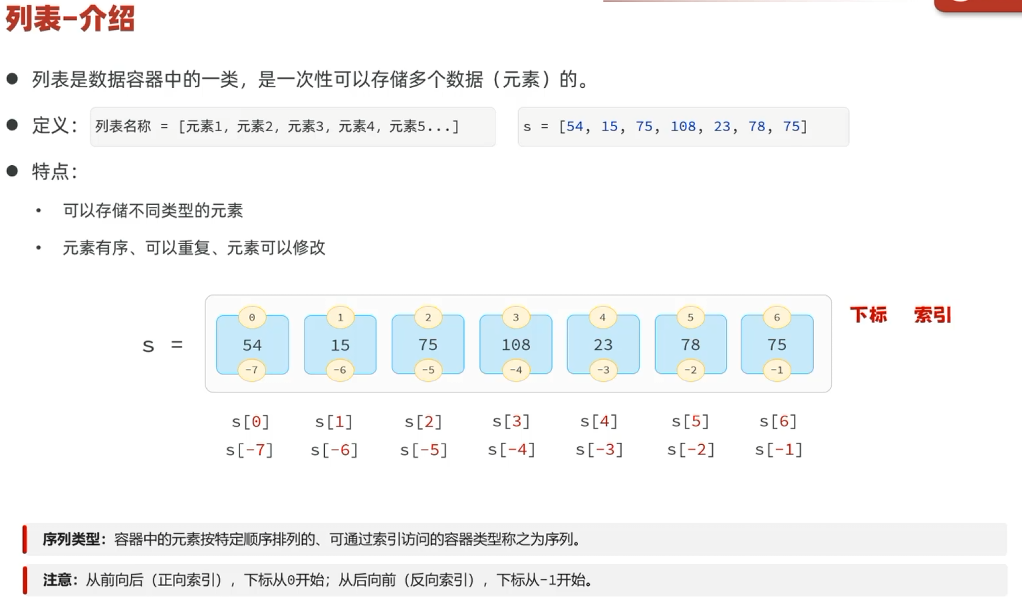 列表-介绍
● 列表是数据容器中的一类，是一次性可以存储多个数据（元素）的。
● 定义： 列表名称 = [元素1, 元素2, 元素3, 元素4, 元素5...] s = [54, 15, 75, 108, 23, 78, 75]
● 特点：
• 可以存储不同类型的元素
• 元素有序、可以重复、元素可以修改
0 1 2 3 4 5 6 下标 索引
s = 54 15 75 108 23 78 75
-7 -6 -5 -4 -3 -2 -1
s[0] s[1] s[2] s[3] s[4] s[5] s[6]
s[-7] s[-6] s[-5] s[-4] s[-3] s[-2] s[-1]
序列类型：容器中的元素按特定顺序排列的、可通过索引访问的容器类型称之为序列。
注意：从前向后（正向索引），下标从0开始；从后向前（反向索引），下标从-1开始。